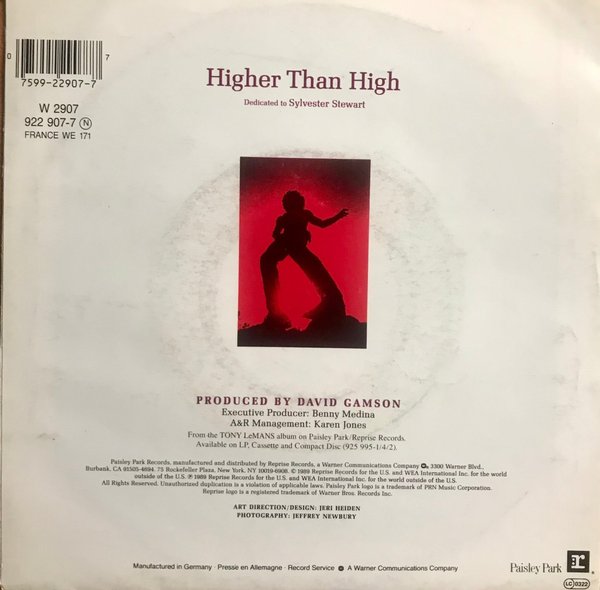 0 7
7599-22907-7
W 2907
922 907-7 Ⓝ
FRANCE WE 171
Higher Than High
Dedicated to Sylvester Stewart
PRODUCED BY DAVID GAMSON
Executive Producer: Benny Medina
A&R Management: Karen Jones
From the TONY LeMANS album on Paisley Park/Reprise Records.
Available on LP, Cassette and Compact Disc (925 995-1/4/2).
Paisley Park Records, manufactured and distributed by Reprise Records, a Warner Communications Company, 3300 Warner Blvd.,
Burbank, CA 91505-4694. 75 Rockefeller Plaza, New York, NY 10019-6908. © 1989 Reprise Records for the U.S. and WEA International Inc. for the world
outside of the U.S. ℗ 1989 Reprise Records for the U.S. and WEA International Inc. for the world outside of the U.S.
All Rights Reserved. Unauthorized duplication is a violation of applicable laws. Paisley Park logo is a trademark of PRN Music Corporation.
Reprise logo is a registered trademark of Warner Bros. Records Inc.
ART DIRECTION/DESIGN: JERI HEIDEN
PHOTOGRAPHY: JEFFREY NEWBURY
Manufactured in Germany · Presse en Allemagne · Record Service A Warner Communications Company
Paisley Park r
LC 0322